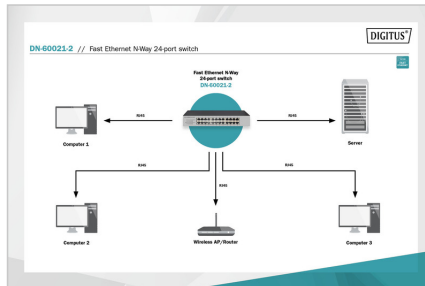 DIGITUS®
DN-60021-2 // Fast Ethernet N-Way 24-port switch
Fast Ethernet N-Way
24-port switch
DN-60021-2
RJ45
RJ45
Computer 1
Server
RJ45
RJ45
RJ45
Computer 2
Wireless AP/Router
Computer 3